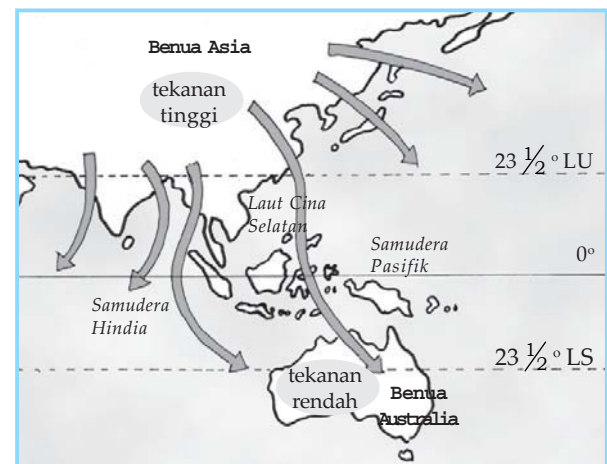 Benua Asia
tekanan
tinggi
23 ½ ° LU
Laut Cina
Selatan
Samudera
Pasifik
0°
Samudera
Hindia
23 ½ ° LS
tekanan
rendah
Benua
Australia